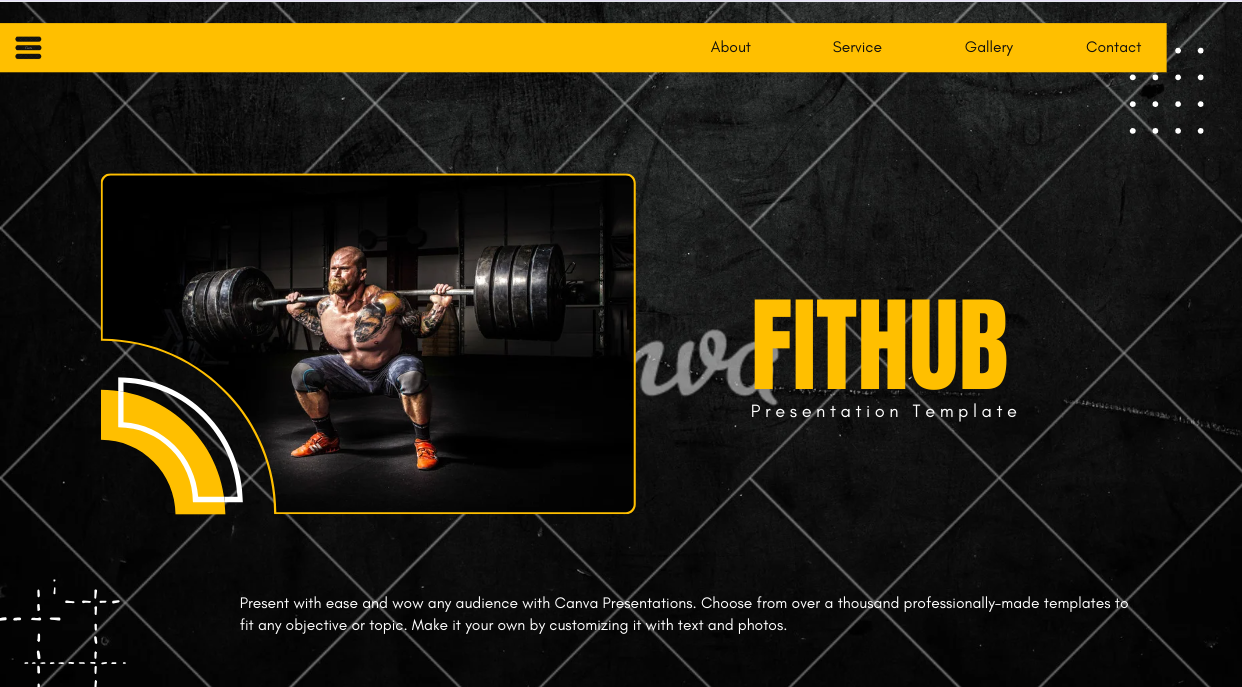 About Service Gallery Contact
FITHUB
Presentation Template
Present with ease and wow any audience with Canva Presentations. Choose from over a thousand professionally-made templates to
fit any objective or topic. Make it your own by customizing it with text and photos.